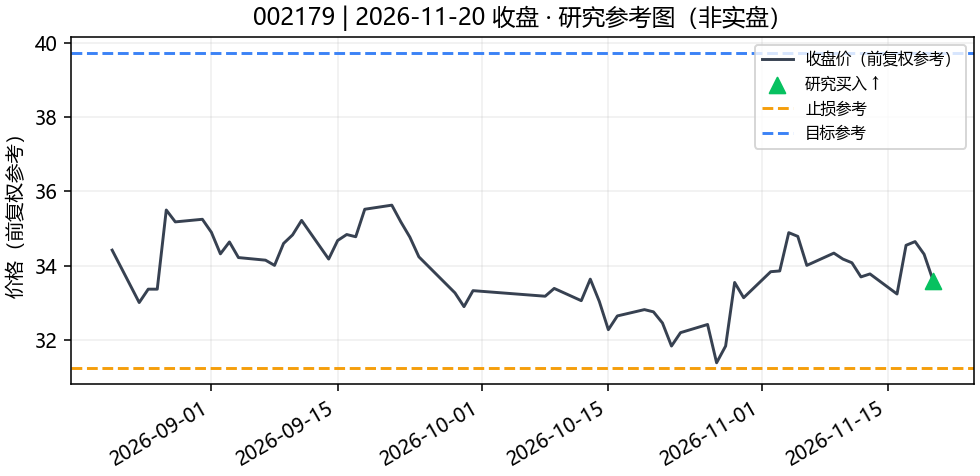 002179 | 2026-11-20 收盘 · 研究参考图（非实盘）
价格（前复权参考）
40
38
36
34
32
收盘价（前复权参考）
研究买入↑
止损参考
目标参考
2026-09-01
2026-09-15
2026-10-01
2026-10-15
2026-11-01
2026-11-15